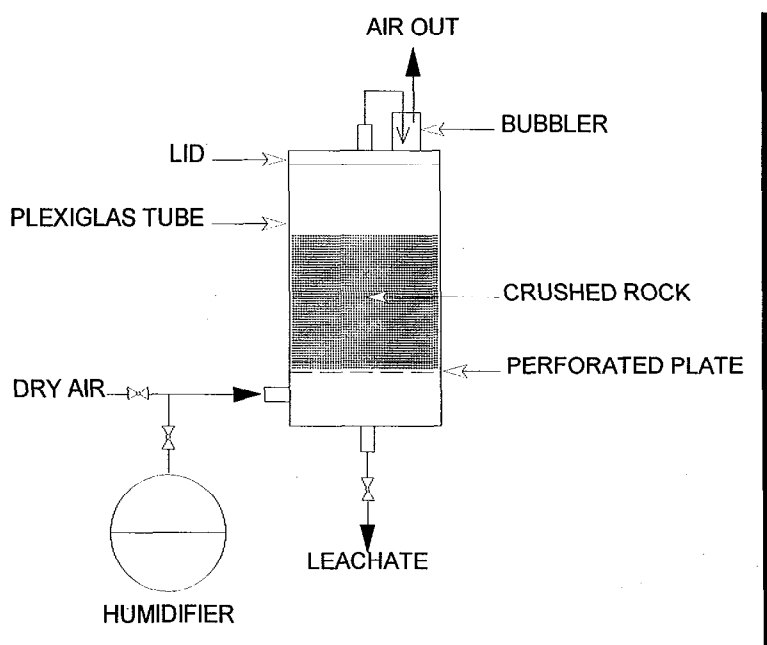 AIR OUT
BUBBLER
LID
PLEXIGLAS TUBE
CRUSHED ROCK
PERFORATED PLATE
DRY AIR
LEACHATE
HUMIDIFIER